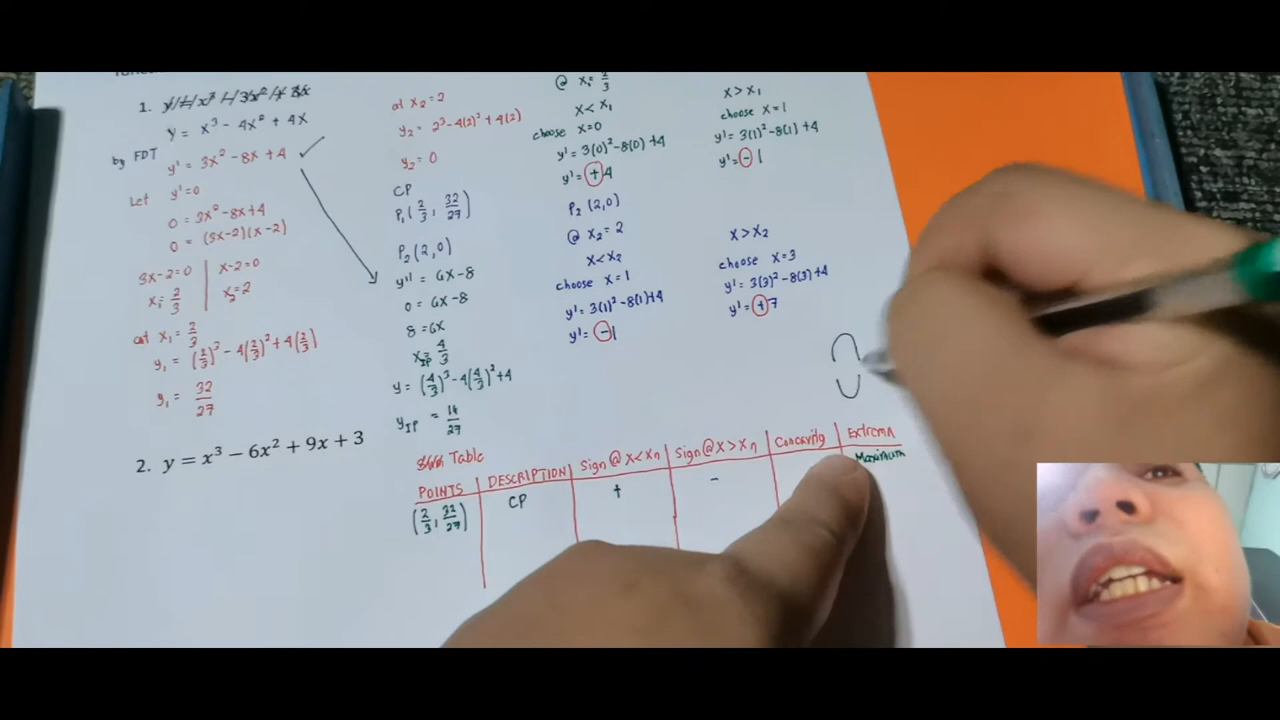 1.
y = x³ - 4x² + 4x
by FDT
y' = 3x² - 8x + 4
Let y' = 0
0 = 3x² - 8x + 4
0 = (3x-2)(x-2)
3x-2=0
x₁ = 2/3
x-2=0
x₂ = 2
at x₁ = 2/3
y₁ = (2/3)³ - 4(2/3)² + 4(2/3)
y₁ = 32/27
2. y = x³ − 6x² + 9x + 3
at x₂ = 2
y₂ = 2³ - 4(2)² + 4(2)
y₂ = 0
CP
P₁(2/3, 32/27)
P₂(2,0)
y'' = 6x-8
0 = 6x-8
8 = 6x
x_IP = 4/3
y = (4/3)³ - 4(4/3)² + 4
y_IP = 16/27
@ x₁ = 2/3
x < x₁
choose x=0
y' = 3(0)² - 8(0) + 4
y' = + 4
P₂(2,0)
@ x₂ = 2
x < x₂
choose x=1
y' = 3(1)² - 8(1) + 4
y' = - 1
x > x₁
choose x=1
y' = 3(1)² - 8(1) + 4
y' = - 1
x > x₂
choose x=3
y' = 3(3)² - 8(3) + 4
y' = + 7
Table
POINTS DESCRIPTION Sign @ x < xₙ Sign @ x > xₙ Concavity Extrema
(2/3, 32/27) CP + - Maximum